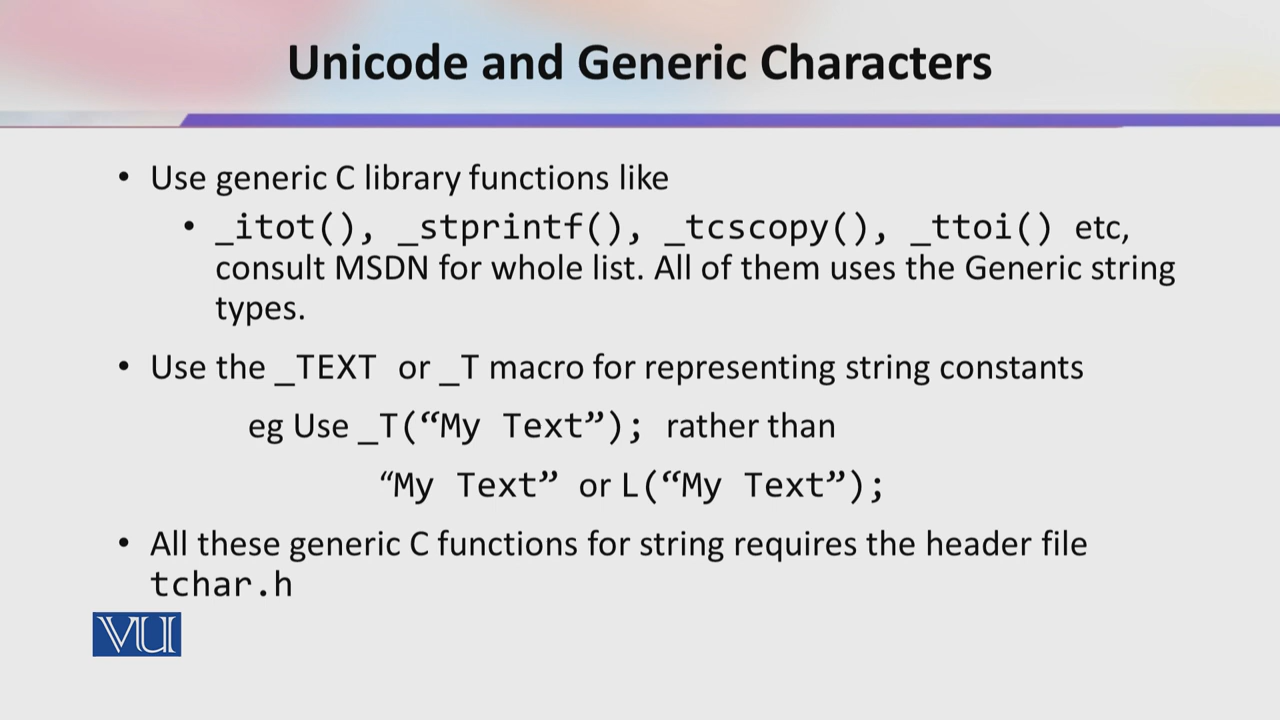 Unicode and Generic Characters
• Use generic C library functions like
• _itot(), _stprintf(), _tcscopy(), _ttoi() etc,
consult MSDN for whole list. All of them uses the Generic string
types.
• Use the _TEXT or _T macro for representing string constants
eg Use _T(“My Text”); rather than
“My Text” or L(“My Text”);
• All these generic C functions for string requires the header file
tchar.h
VU